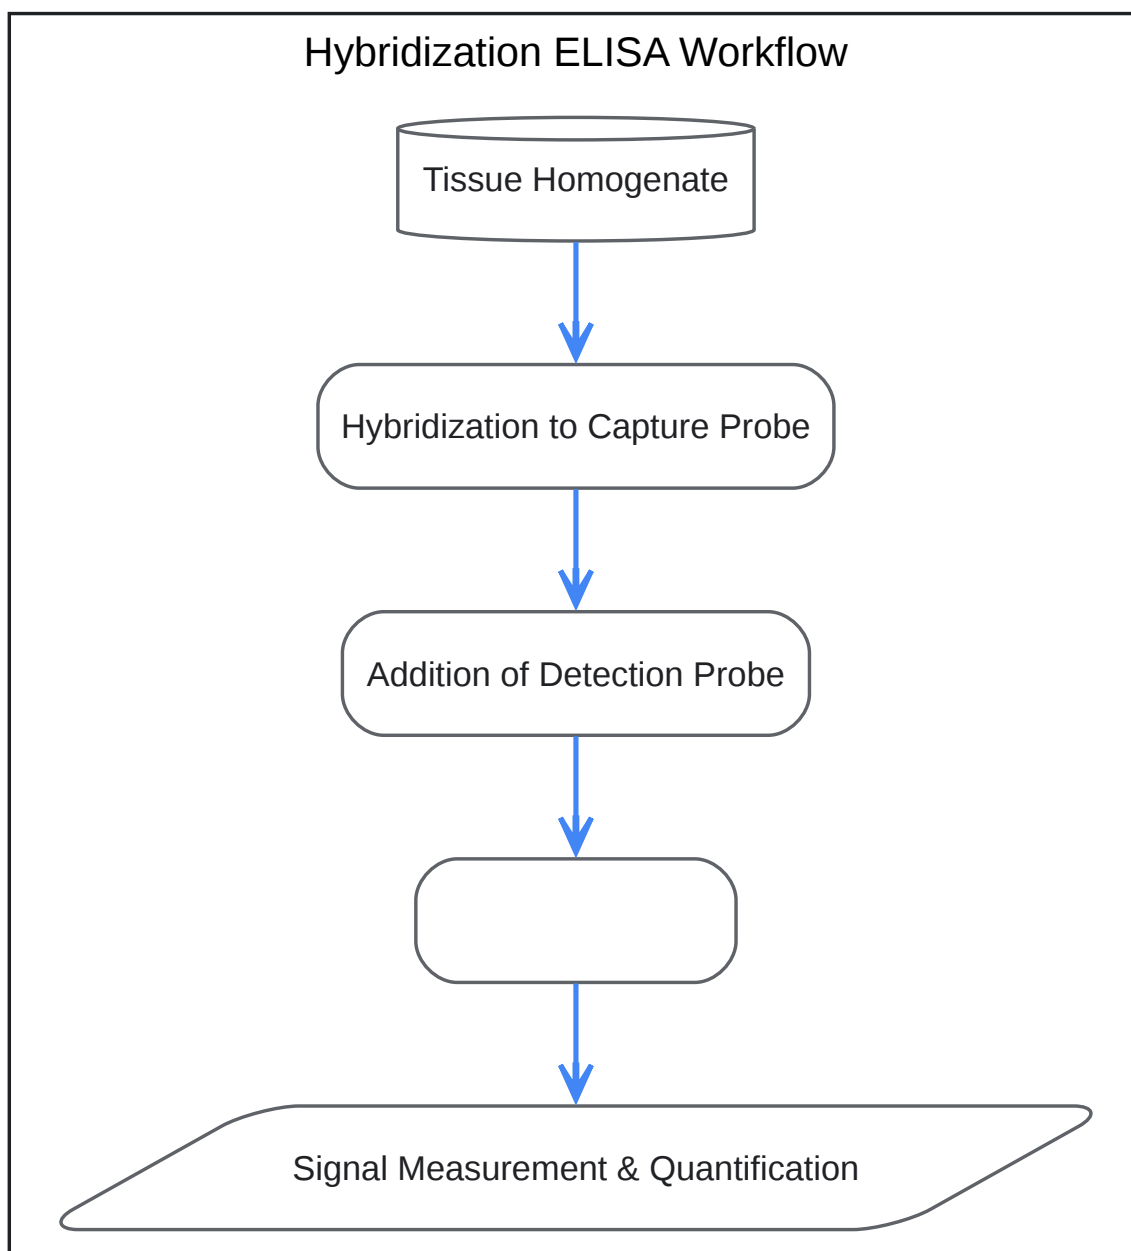 Hybridization ELISA Workflow
Tissue Homogenate
Hybridization to Capture Probe
Addition of Detection Probe
Signal Measurement & Quantification